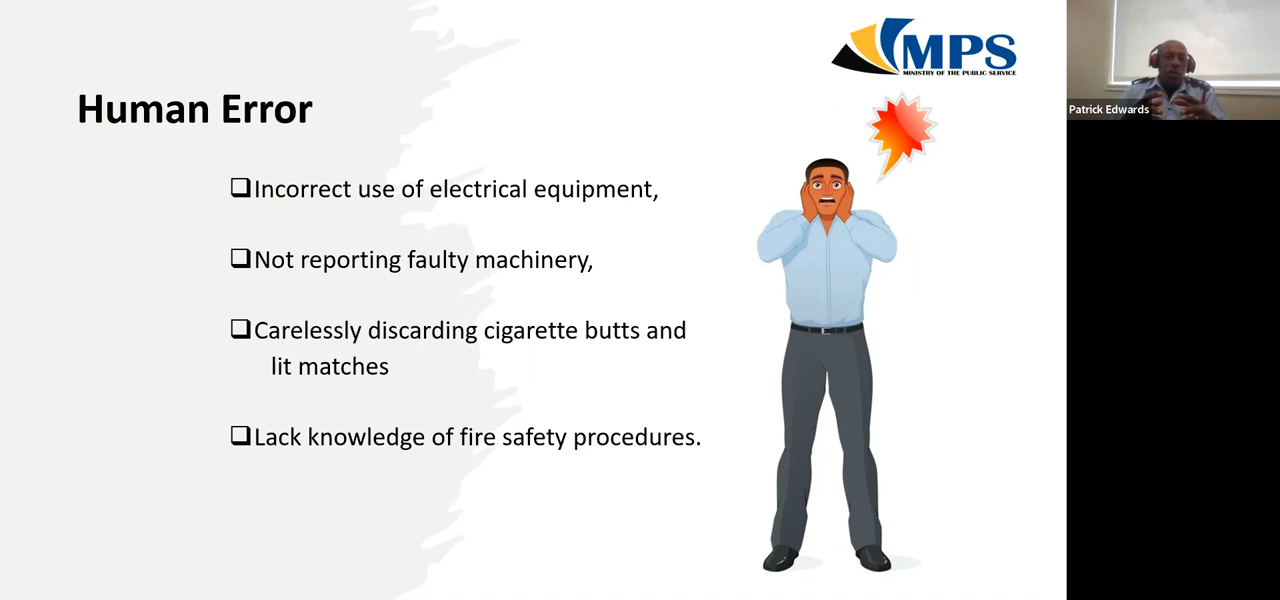 MPS
MINISTRY OF THE PUBLIC SERVICE
Patrick Edwards
Human Error
❑Incorrect use of electrical equipment,
❑Not reporting faulty machinery,
❑Carelessly discarding cigarette butts and
lit matches
❑Lack knowledge of fire safety procedures.